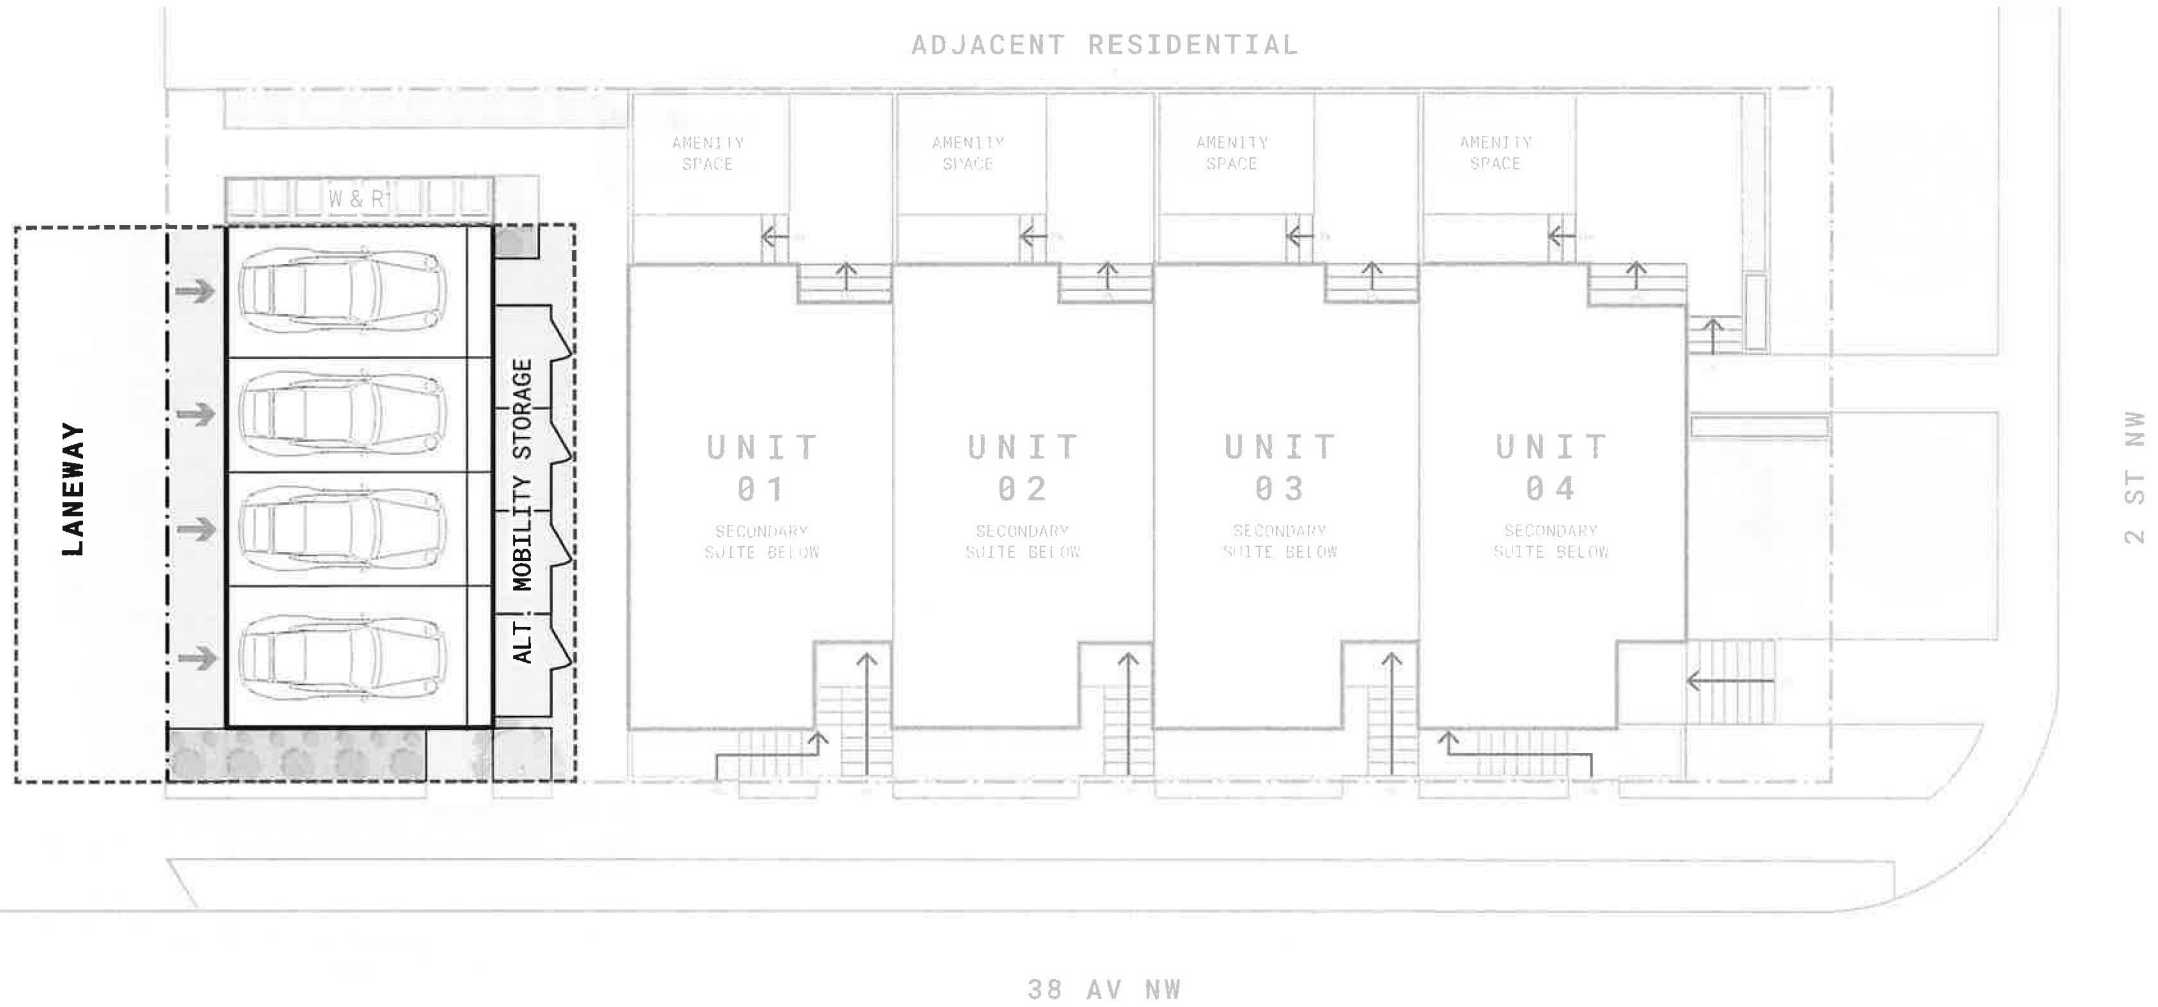 ADJACENT RESIDENTIAL
AMENITY
SPACE
AMENITY
SPACE
AMENITY
SPACE
AMENITY
SPACE
W & R
LANEWAY
ALT. MOBILITY STORAGE
UNIT
01
SECONDARY
SUITE BELOW
UNIT
02
SECONDARY
SUITE BELOW
UNIT
03
SECONDARY
SUITE BELOW
UNIT
04
SECONDARY
SUITE BELOW
2 ST NW
38 AV NW